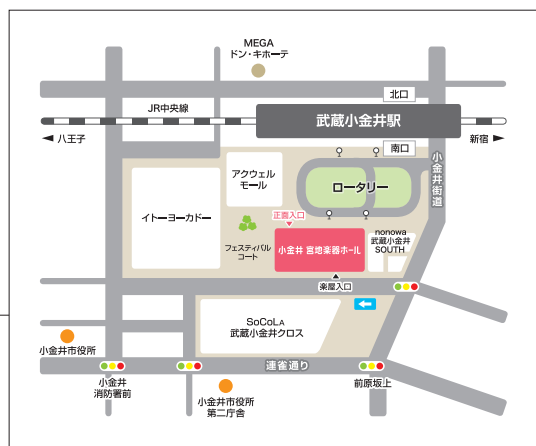 MEGA
ドン・キホーテ
北口
JR中央線
武蔵小金井駅
八王子
新宿
南口
小金井街道
アクウェル
モール
ロータリー
イトーヨーカドー
正面入口
フェスティバル
コート
小金井 宮地楽器ホール
nonowa
武蔵小金井
SOUTH
楽屋入口
SoCoLA
武蔵小金井クロス
小金井市役所
連雀通り
小金井
消防署前
前原坂上
小金井市役所
第二庁舎